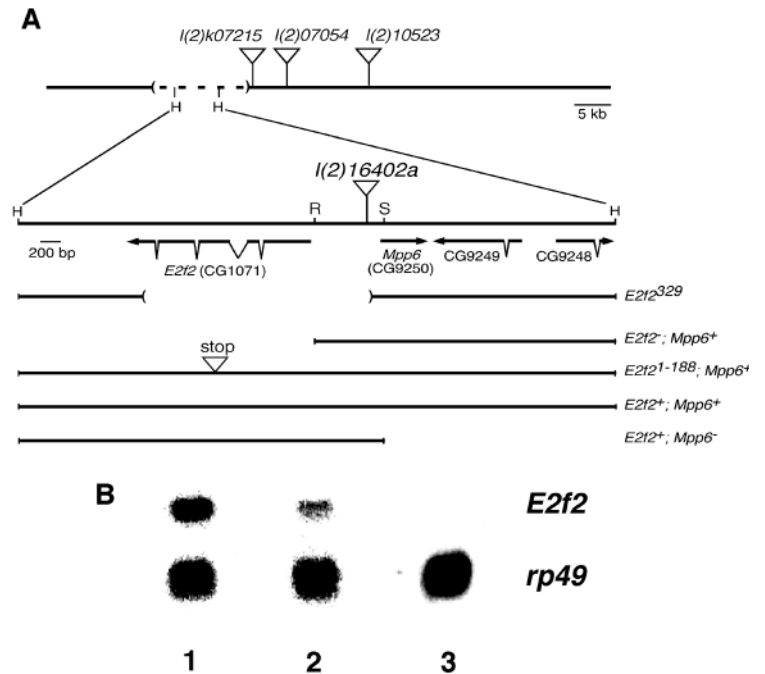 A
l(2)k07215 l(2)07054 l(2)10523
H H
5 kb
l(2)16402a
H R S H
200 bp
E2f2 (CG1071)
Mpp6
(CG9250)
CG9249 CG9248
E2f2329
E2f2-; Mpp6+
stop
E2f21-188; Mpp6+
E2f2+; Mpp6+
E2f2+; Mpp6-
B
E2f2
rp49
1 2 3